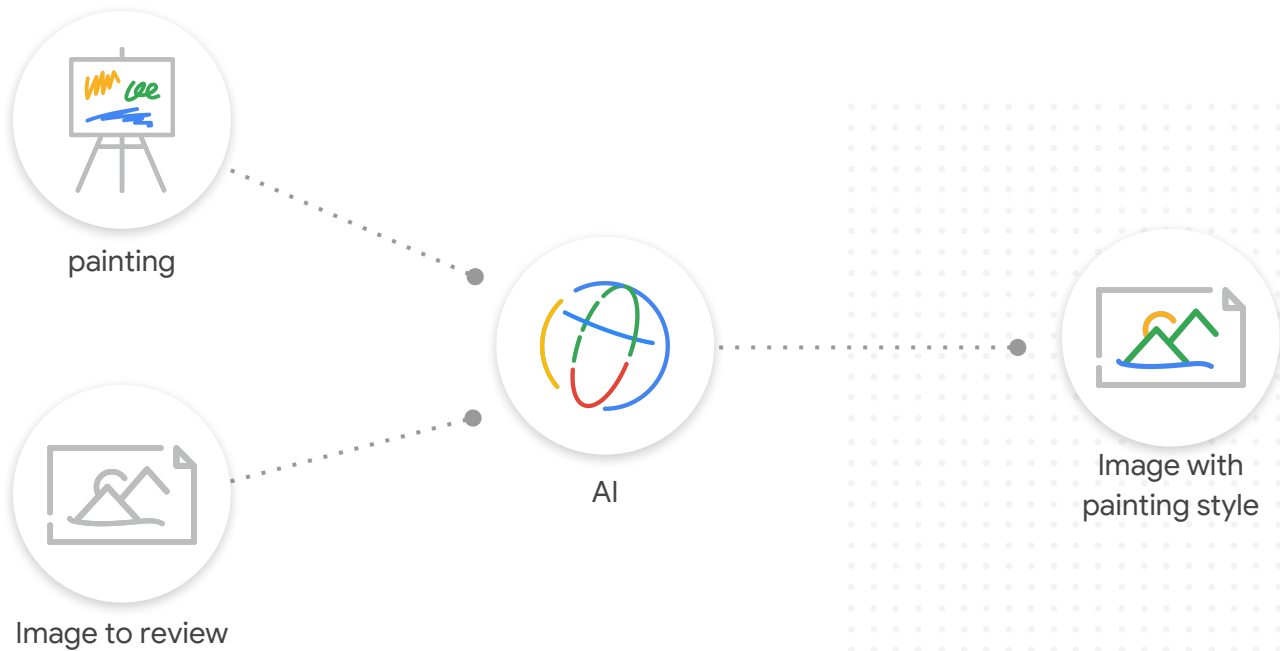 painting
Image to review
AI
Image with
painting style